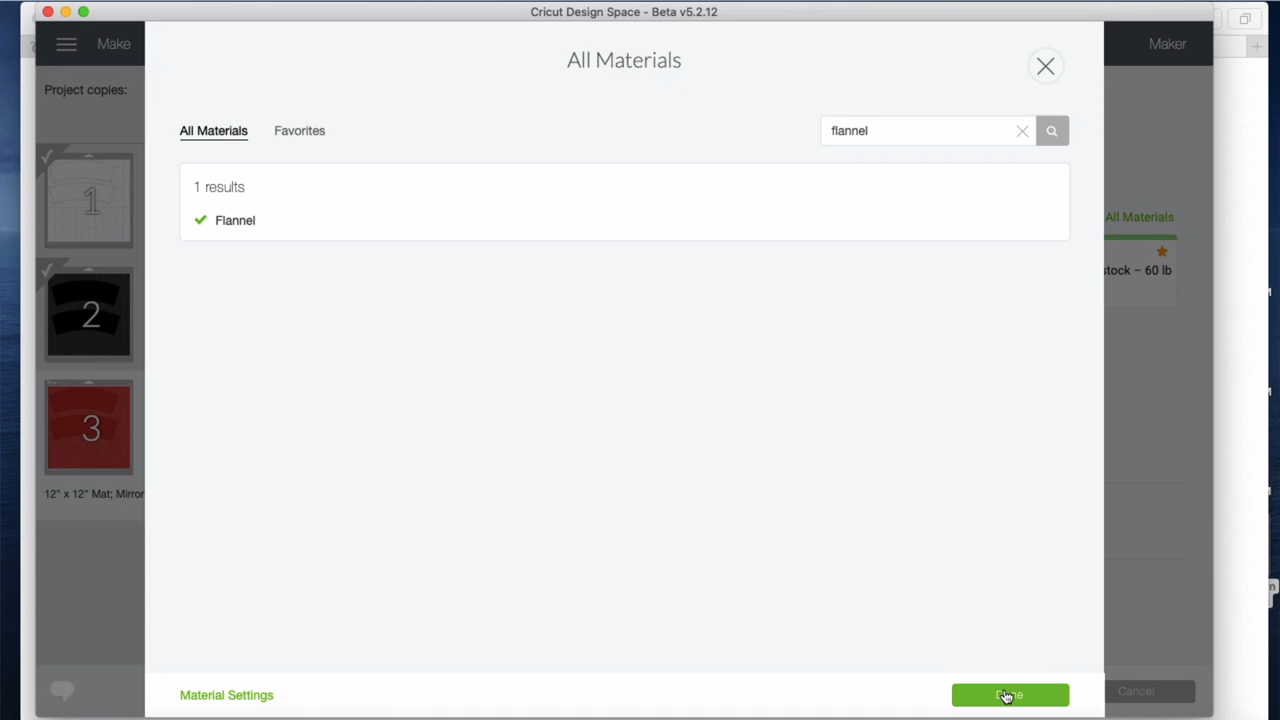 Cricut Design Space - Beta v5.2.12
Make
All Materials
Maker
Project copies:
All Materials
Favorites
flannel
1 results
Flannel
1
2
3
12" x 12" Mat; Mirror
All Materials
stock – 60 lb
Material Settings
Cancel